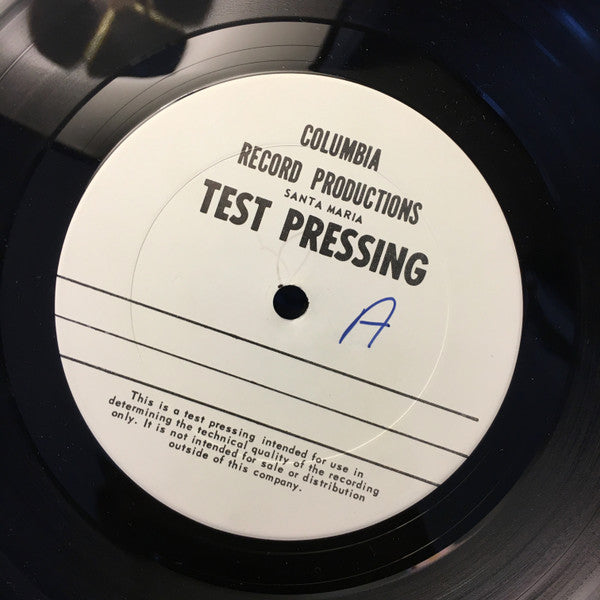 COLUMBIA
RECORD PRODUCTIONS
SANTA MARIA
TEST PRESSING
A
This is a test pressing intended for use in
determining the technical quality of the recording
only. It is not intended for sale or distribution
outside of this company.